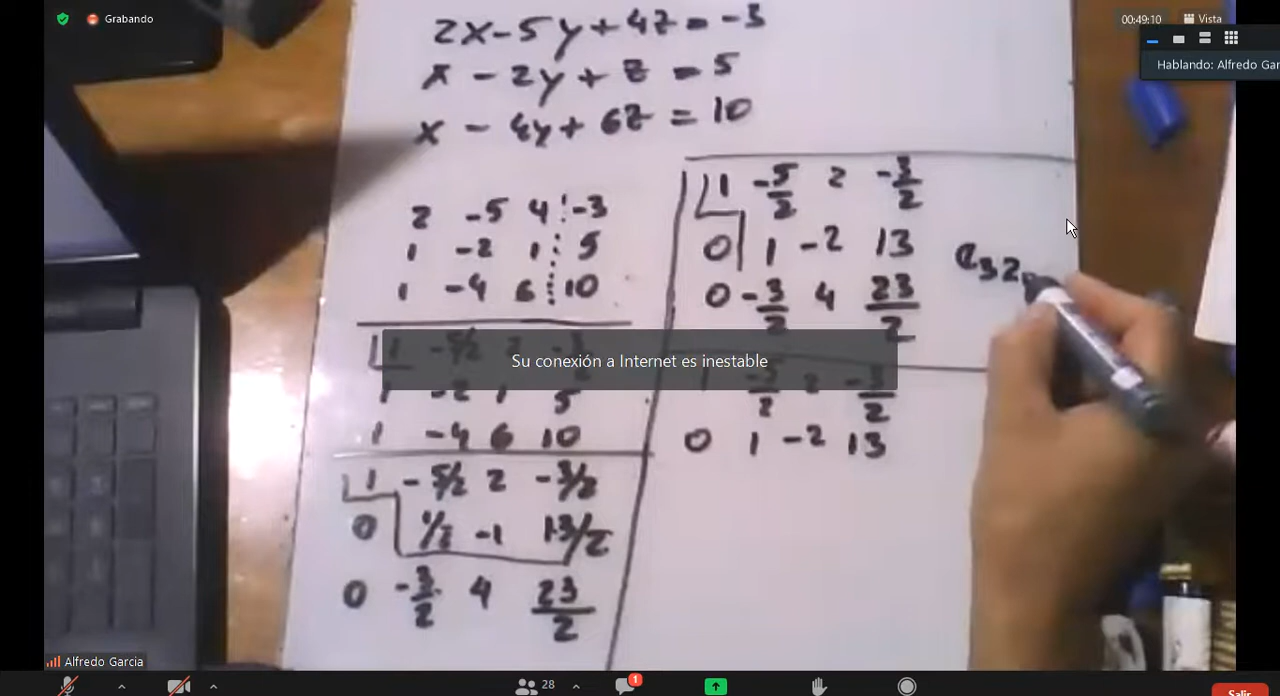 Grabando
00:49:10 Vista
Hablando: Alfredo Gar
2x-5y+4z=-3
x-2y+z=5
x-4y+6z=10
2 -5 4 -3
1 -2 1 5
1 -4 6 10
1 -5/2 2 -3/2
1 -2 1 5
1 -4 6 10
1 -5/2 2 -3/2
0 1/2 -1 13/2
0 -3/2 4 23/2
1 -5/2 2 -3/2
0 1 -2 13
0 -3/2 4 23/2
e32
1 -5/2 2 -3/2
0 1 -2 13
Su conexión a Internet es inestable
Alfredo Garcia
28
1
Salir